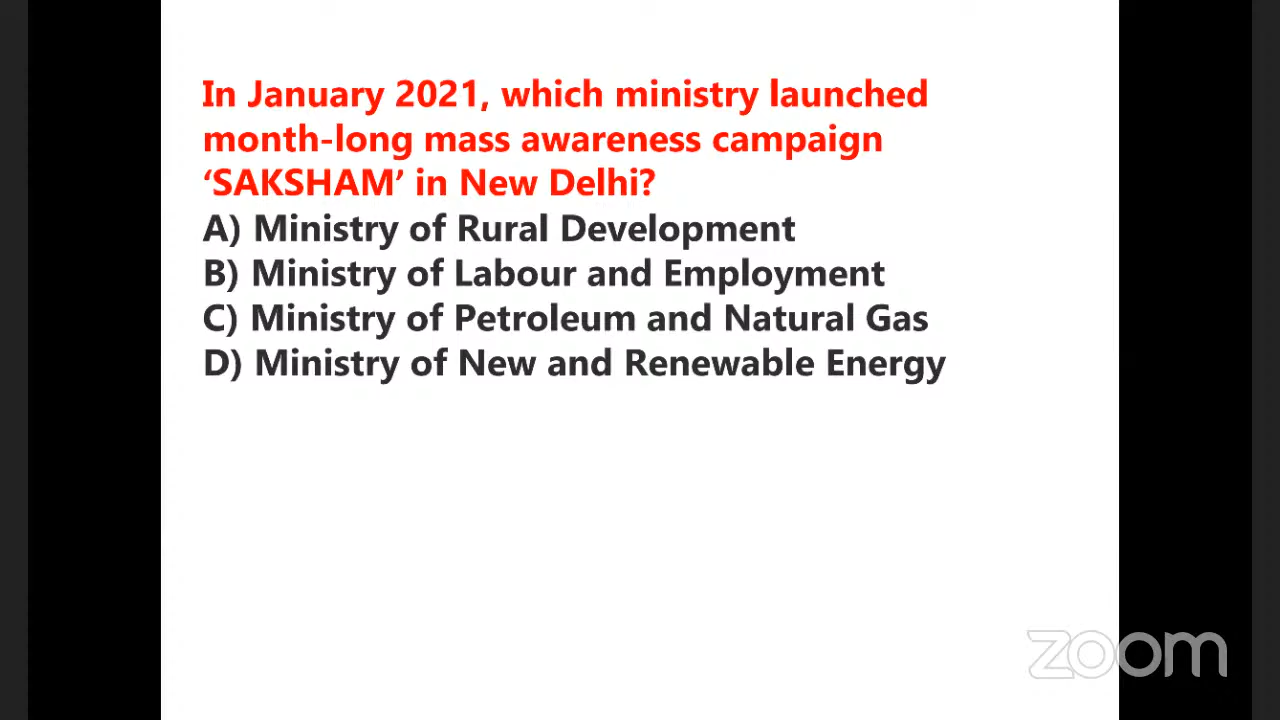 In January 2021, which ministry launched
month-long mass awareness campaign
‘SAKSHAM’ in New Delhi?
A) Ministry of Rural Development
B) Ministry of Labour and Employment
C) Ministry of Petroleum and Natural Gas
D) Ministry of New and Renewable Energy
zoom